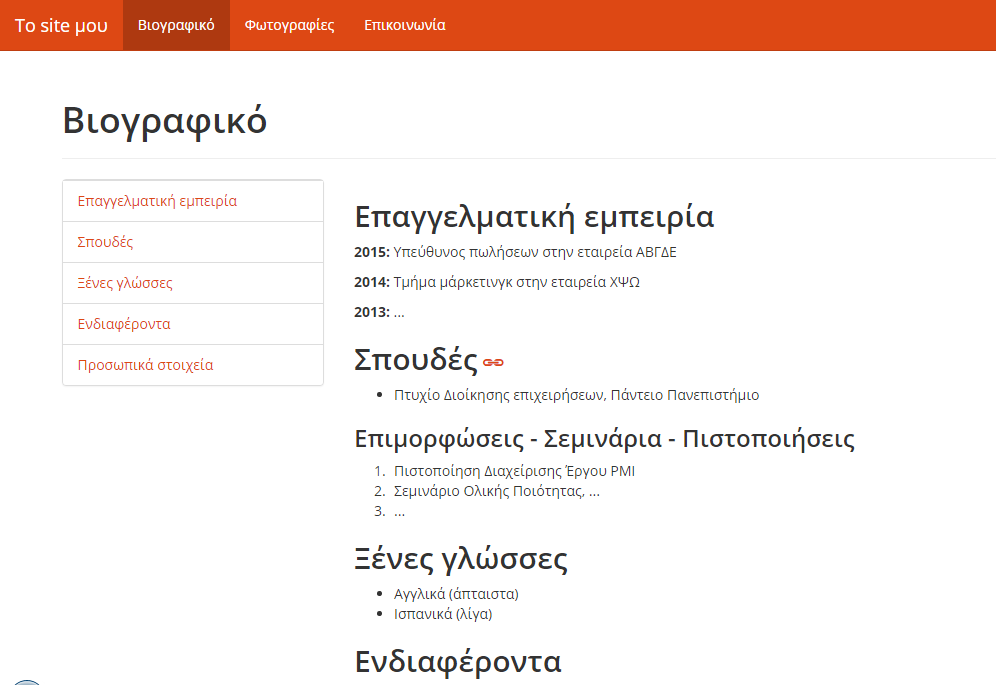 Το site μου Βιογραφικό Φωτογραφίες Επικοινωνία
Βιογραφικό
Επαγγελματική εμπειρία
Σπουδές
Ξένες γλώσσες
Ενδιαφέροντα
Προσωπικά στοιχεία
Επαγγελματική εμπειρία
2015: Υπεύθυνος πωλήσεων στην εταιρεία ΑΒΓΔΕ
2014: Τμήμα μάρκετινγκ στην εταιρεία ΧΨΩ
2013: ...
Σπουδές
• Πτυχίο Διοίκησης επιχειρήσεων, Πάντειο Πανεπιστήμιο
Επιμορφώσεις - Σεμινάρια - Πιστοποιήσεις
1. Πιστοποίηση Διαχείρισης Έργου PMI
2. Σεμινάριο Ολικής Ποιότητας, ...
3. ...
Ξένες γλώσσες
• Αγγλικά (άπταιστα)
• Ισπανικά (λίγα)
Ενδιαφέροντα